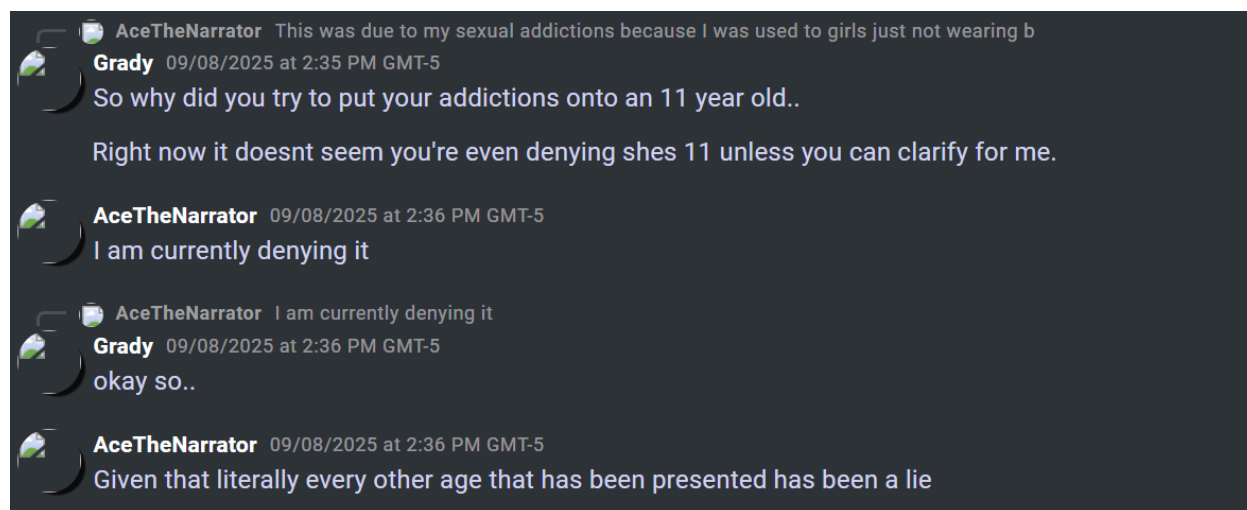 AceTheNarrator This was due to my sexual addictions because I was used to girls just not wearing b
Grady 09/08/2025 at 2:35 PM GMT-5
So why did you try to put your addictions onto an 11 year old..
Right now it doesnt seem you're even denying shes 11 unless you can clarify for me.
AceTheNarrator 09/08/2025 at 2:36 PM GMT-5
I am currently denying it
AceTheNarrator I am currently denying it
Grady 09/08/2025 at 2:36 PM GMT-5
okay so..
AceTheNarrator 09/08/2025 at 2:36 PM GMT-5
Given that literally every other age that has been presented has been a lie